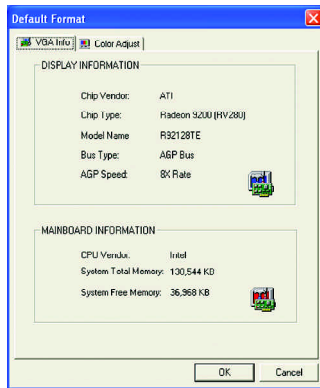 Default Format
VGA Info Color Adjust
DISPLAY INFORMATION
Chip Vendor: ATI
Chip Type: Radeon 9200 (RV280)
Model Name R92128TE
Bus Type: AGP Bus
AGP Speed: 8X Rate
MAINBOARD INFORMATION
CPU Vendor: Intel
System Total Memory: 130,544 KB
System Free Memory: 36,968 KB
OK Cancel